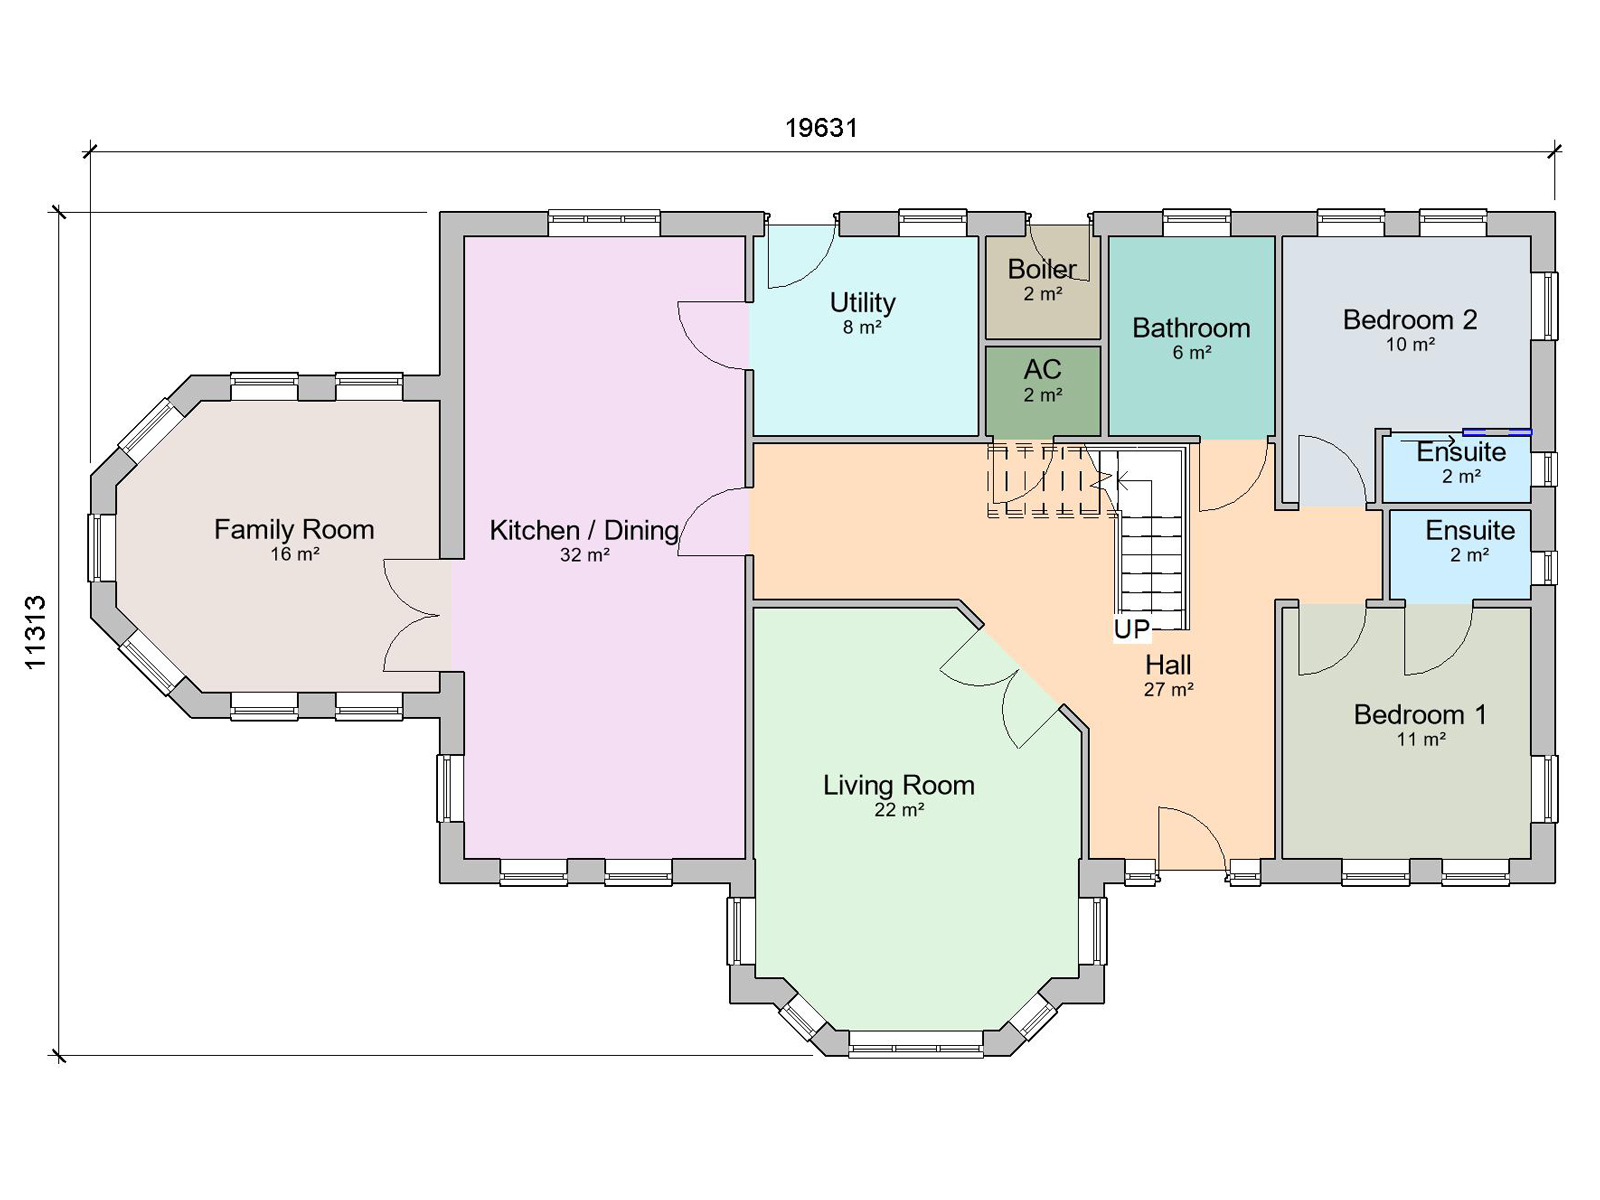 19631
11313
Boiler
2 m²
Utility
8 m²
Bathroom
6 m²
Bedroom 2
10 m²
AC
2 m²
Ensuite
2 m²
Family Room
16 m²
Kitchen / Dining
32 m²
Ensuite
2 m²
UP
Hall
27 m²
Bedroom 1
11 m²
Living Room
22 m²